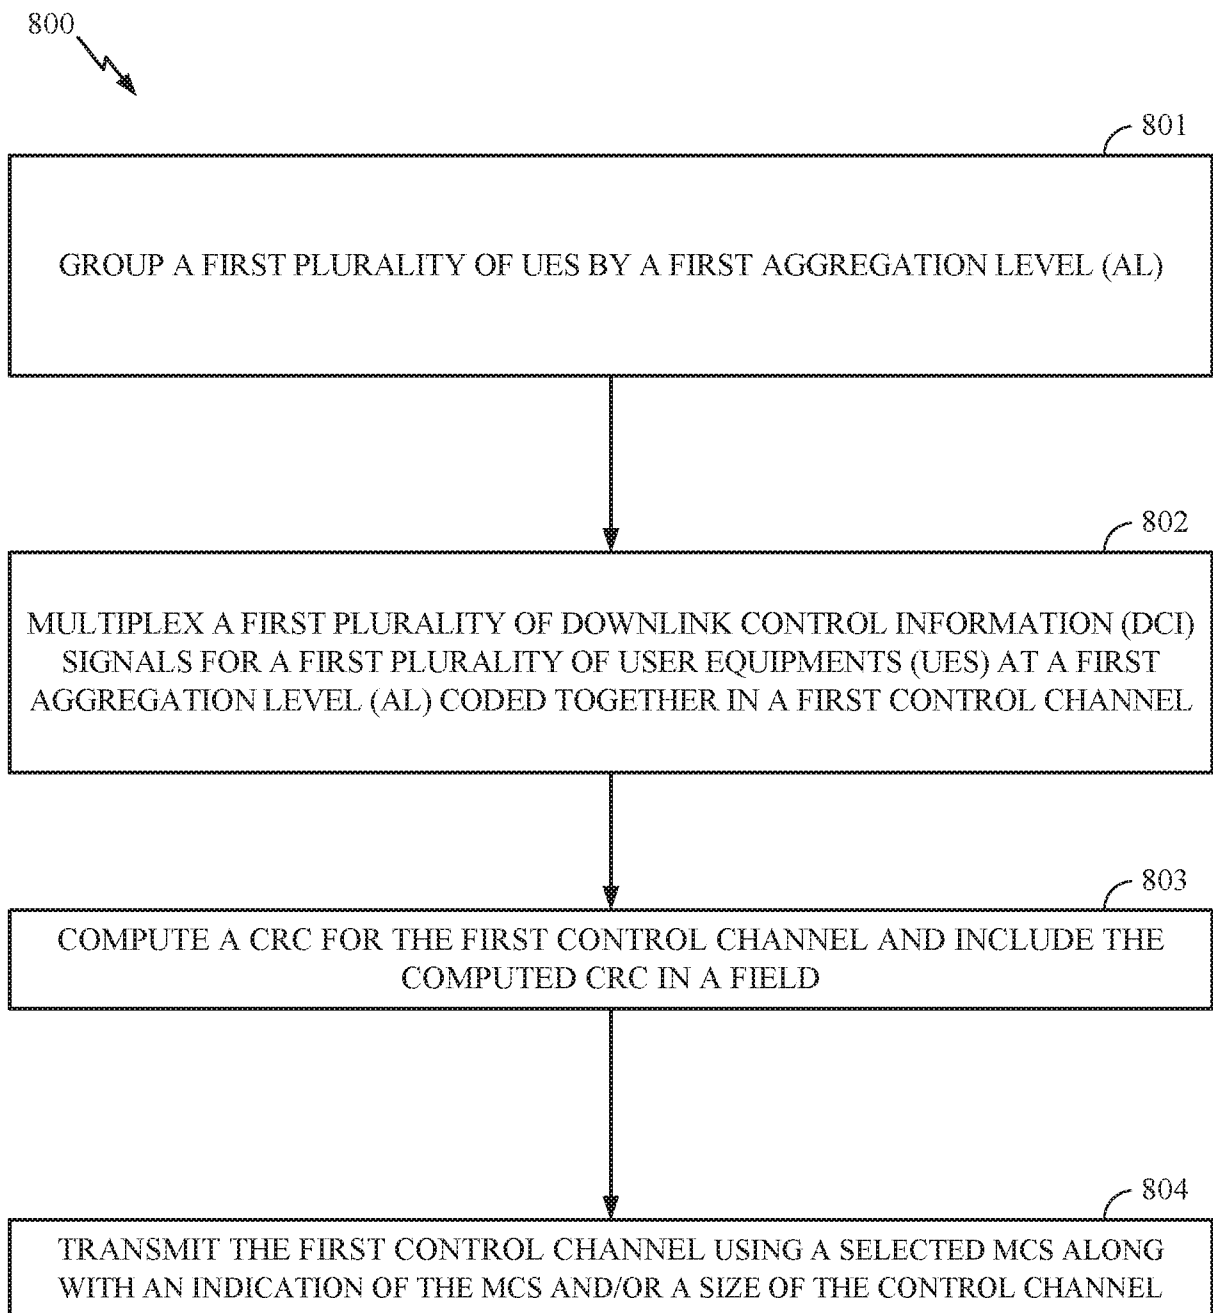 800
801
GROUP A FIRST PLURALITY OF UES BY A FIRST AGGREGATION LEVEL (AL)
802
MULTIPLEX A FIRST PLURALITY OF DOWNLINK CONTROL INFORMATION (DCI)
SIGNALS FOR A FIRST PLURALITY OF USER EQUIPMENTS (UES) AT A FIRST
AGGREGATION LEVEL (AL) CODED TOGETHER IN A FIRST CONTROL CHANNEL
803
COMPUTE A CRC FOR THE FIRST CONTROL CHANNEL AND INCLUDE THE
COMPUTED CRC IN A FIELD
804
TRANSMIT THE FIRST CONTROL CHANNEL USING A SELECTED MCS ALONG
WITH AN INDICATION OF THE MCS AND/OR A SIZE OF THE CONTROL CHANNEL